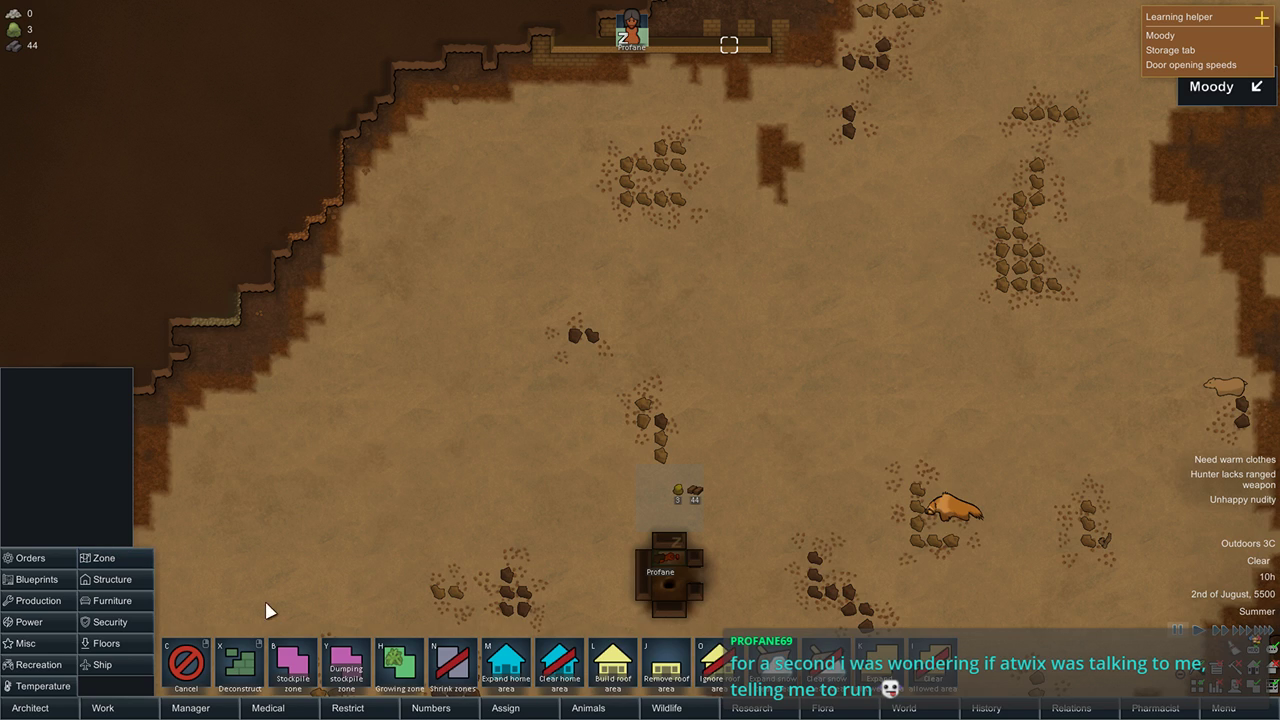 0
3
44
Z
Profane
Learning helper
Moody
Storage tab
Door opening speeds
Moody
3 44
Z
Profane
Need warm clothes
Hunter lacks ranged
weapon
Unhappy nudity
Outdoors 3C
Clear
10h
2nd of Jugust, 5500
Summer
Orders Zone
Blueprints Structure
Production Furniture
Power Security
Misc Floors
Recreation Ship
Temperature
C Cancel
X Deconstruct
B Stockpile zone
Y Dumping stockpile zone
H Growing zone
N Shrink zones
M Expand home area
J Clear home area
L Build roof area
J Remove roof area
O Ignore roof area
PROFANE69
for a second i was wondering if atwix was talking to me,
telling me to run
Architect Work Manager Medical Restrict Numbers Assign Animals Wildlife Research Flora World History Relations Pharmacist Menu